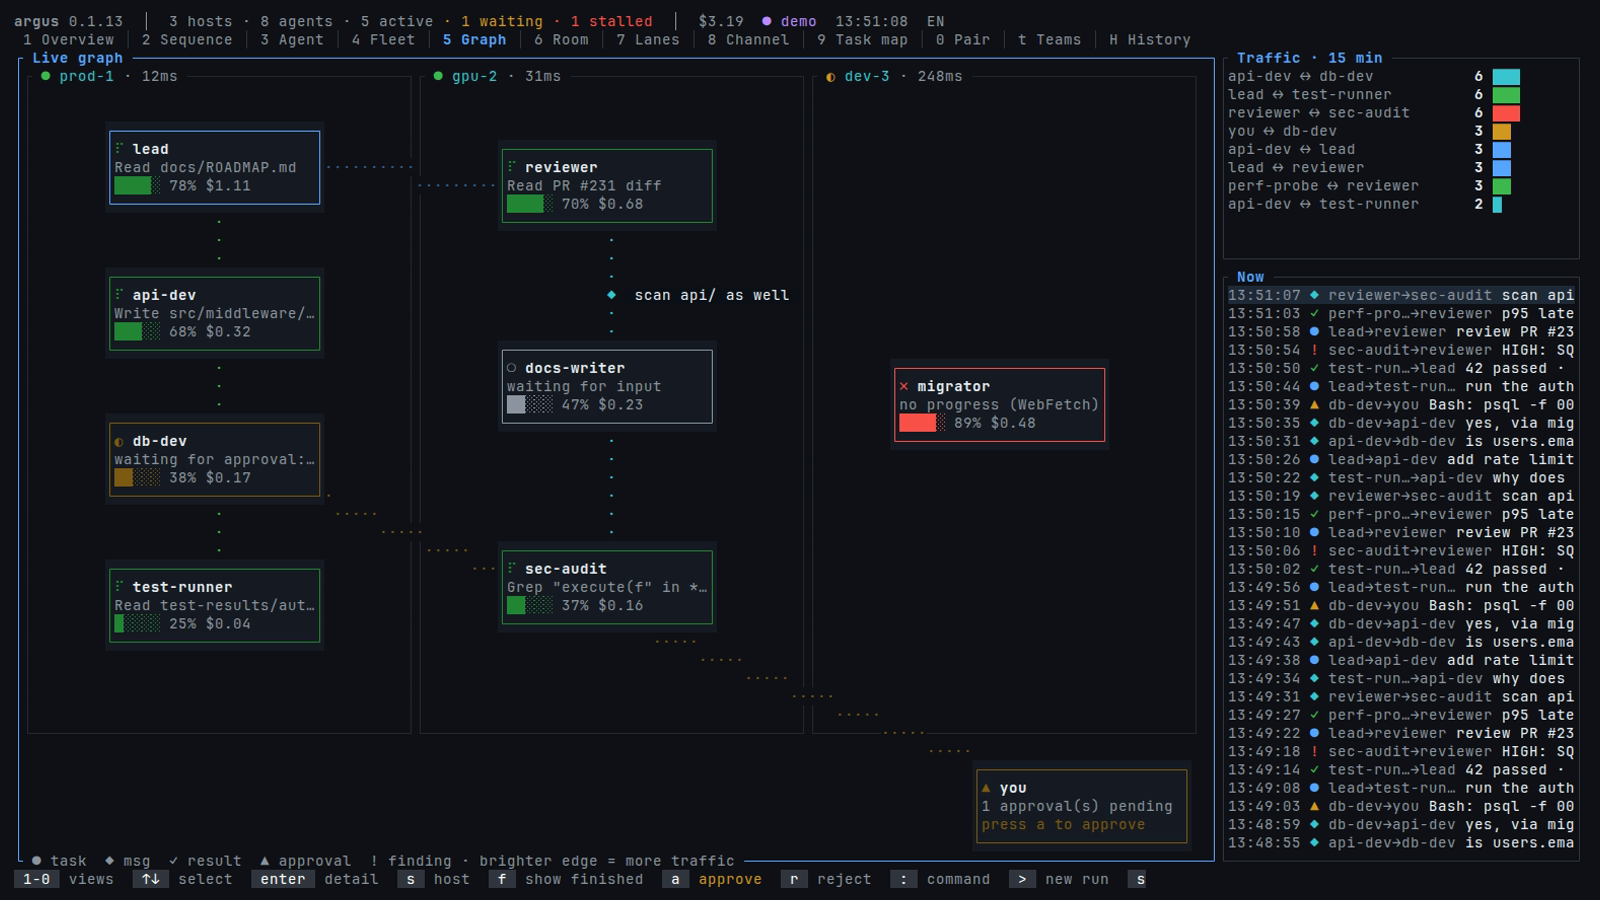 argus 0.1.13 │ 3 hosts · 8 agents · 5 active · 1 waiting · 1 stalled │ $3.19 ● demo 13:51:08 EN
1 Overview │ 2 Sequence │ 3 Agent │ 4 Fleet │ 5 Graph │ 6 Room │ 7 Lanes │ 8 Channel │ 9 Task map │ 0 Pair │ t Teams │ H History
Live graph
● prod-1 · 12ms
lead
Read docs/ROADMAP.md
78% $1.11
api-dev
Write src/middleware/…
68% $0.32
◐ db-dev
waiting for approval:…
38% $0.17
test-runner
Read test-results/aut…
25% $0.04
● gpu-2 · 31ms
reviewer
Read PR #231 diff
70% $0.68
◆ scan api/ as well
○ docs-writer
waiting for input
47% $0.23
sec-audit
Grep "execute(f" in *…
37% $0.16
◐ dev-3 · 248ms
✕ migrator
no progress (WebFetch)
89% $0.48
▲ you
1 approval(s) pending
press a to approve
● task ◆ msg ✓ result ▲ approval ! finding · brighter edge = more traffic
Traffic · 15 min
api-dev ↔ db-dev 6
lead ↔ test-runner 6
reviewer ↔ sec-audit 6
you ↔ db-dev 3
api-dev ↔ lead 3
lead ↔ reviewer 3
perf-probe ↔ reviewer 3
api-dev ↔ test-runner 2
Now
13:51:07 ◆ reviewer→sec-audit scan api
13:51:03 ✓ perf-pro…→reviewer p95 late
13:50:58 ● lead→reviewer review PR #23
13:50:54 ! sec-audit→reviewer HIGH: SQ
13:50:50 ✓ test-run…→lead 42 passed ·
13:50:44 ● lead→test-run… run the auth
13:50:39 ▲ db-dev→you Bash: psql -f 00
13:50:35 ◆ db-dev→api-dev yes, via mig
13:50:31 ◆ api-dev→db-dev is users.ema
13:50:26 ● lead→api-dev add rate limit
13:50:22 ◆ test-run…→api-dev why does
13:50:19 ◆ reviewer→sec-audit scan api
13:50:15 ✓ perf-pro…→reviewer p95 late
13:50:10 ● lead→reviewer review PR #23
13:50:06 ! sec-audit→reviewer HIGH: SQ
13:50:02 ✓ test-run…→lead 42 passed ·
13:49:56 ● lead→test-run… run the auth
13:49:51 ▲ db-dev→you Bash: psql -f 00
13:49:47 ◆ db-dev→api-dev yes, via mig
13:49:43 ◆ api-dev→db-dev is users.ema
13:49:38 ● lead→api-dev add rate limit
13:49:34 ◆ test-run…→api-dev why does
13:49:31 ◆ reviewer→sec-audit scan api
13:49:27 ✓ perf-pro…→reviewer p95 late
13:49:22 ● lead→reviewer review PR #23
13:49:18 ! sec-audit→reviewer HIGH: SQ
13:49:14 ✓ test-run…→lead 42 passed ·
13:49:08 ● lead→test-run… run the auth
13:49:03 ▲ db-dev→you Bash: psql -f 00
13:48:59 ◆ db-dev→api-dev yes, via mig
13:48:55 ◆ api-dev→db-dev is users.ema
1-0 views ↑↓ select enter detail s host f show finished a approve r reject : command > new run s